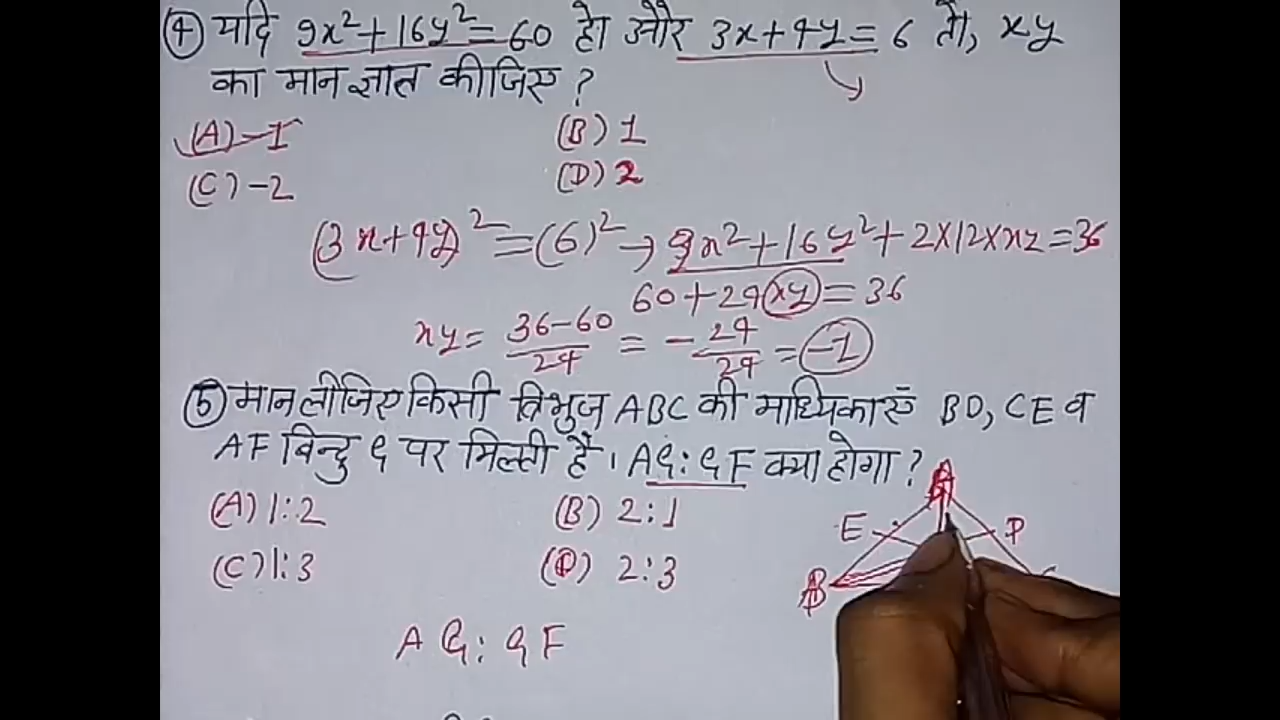 ④ यदि 9x²+16y²=60 हो और 3x+4y=6 तो, xy
का मान ज्ञात कीजिए?
(A) -1 (B) 1
(C) -2 (D) 2
(3x+4y)²=(6)²→9x²+16y²+2×12×xy=36
60+24xy=36
xy= 36-60/24 = -24/24 = -1
⑤ मान लीजिए किसी त्रिभुज ABC की माध्यिकाएँ BD, CE व
AF बिन्दु G पर मिलती हैं। AG:GF क्या होगा?
(A) 1:2 (B) 2:1
(C) 1:3 (D) 2:3
A
E D
B
AG:GF